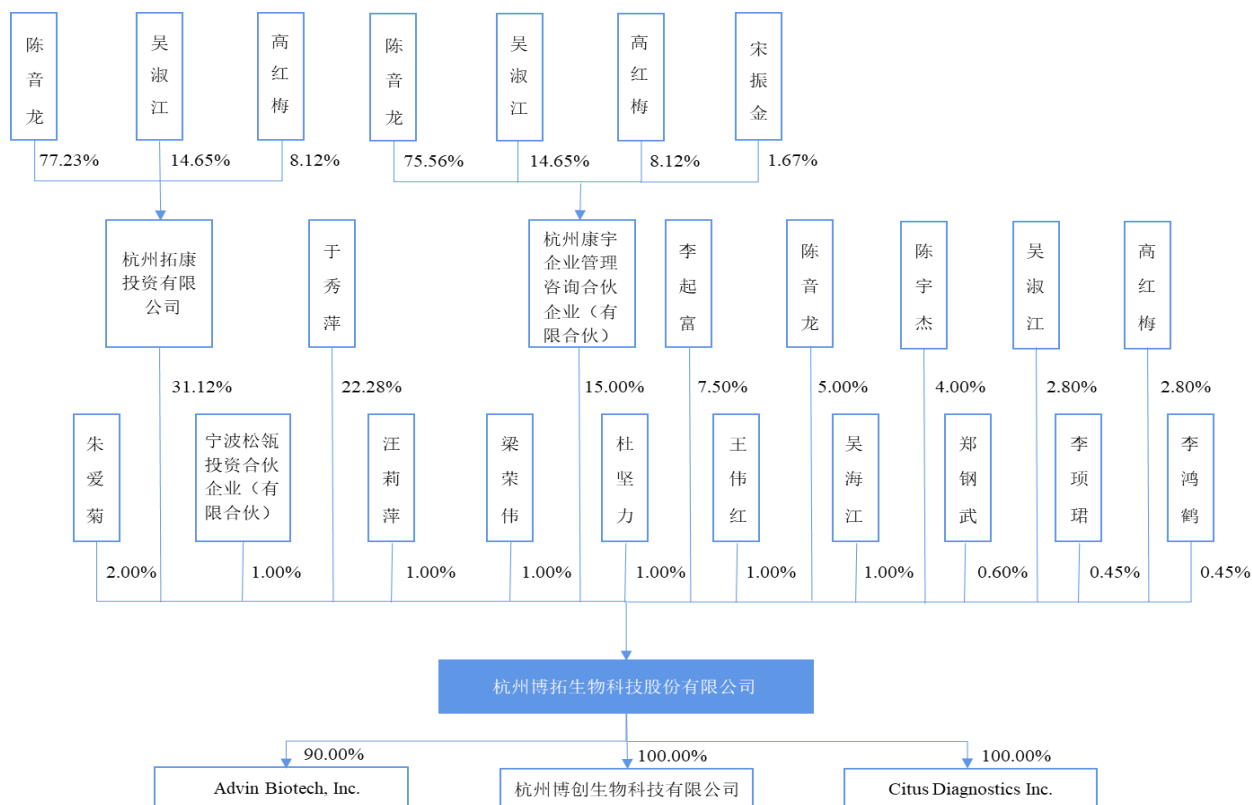 陈音龙
吴淑江
高红梅
陈音龙
吴淑江
高红梅
宋振金
77.23%
14.65%
8.12%
75.56%
14.65%
8.12%
1.67%
杭州拓康
投资有限
公司
于秀萍
杭州康宇
企业管理
咨询合伙
企业（有
限合伙）
李起富
陈音龙
陈宇杰
吴淑江
高红梅
31.12%
22.28%
15.00%
7.50%
5.00%
4.00%
2.80%
2.80%
朱爱菊
宁波松瓴
投资合伙
企业（有
限合伙）
汪莉萍
梁荣伟
杜坚力
王伟红
吴海江
郑钢武
李顼珺
李鸿鹤
2.00%
1.00%
1.00%
1.00%
1.00%
1.00%
1.00%
0.60%
0.45%
0.45%
杭州博拓生物科技股份有限公司
90.00%
100.00%
100.00%
Advin Biotech, Inc.
杭州博创生物科技有限公司
Citus Diagnostics Inc.